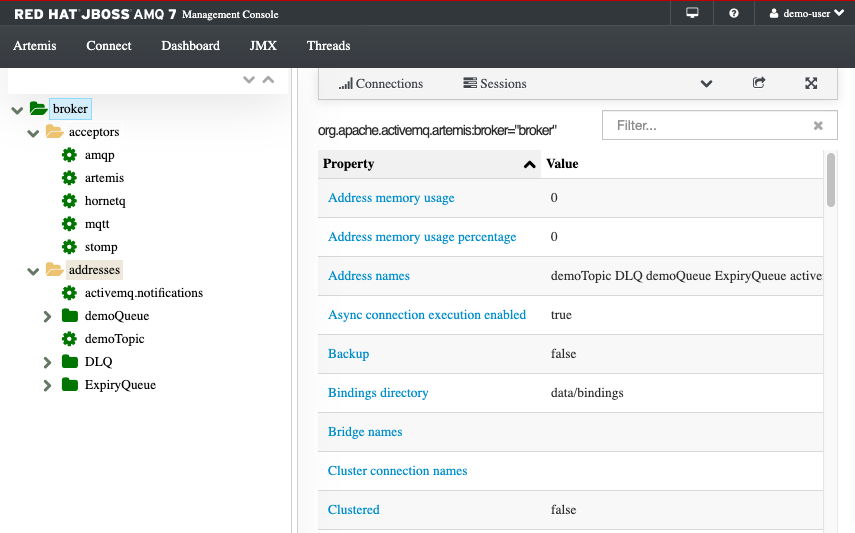 RED HAT® JBOSS® AMQ 7 Management Console
demo-user
Artemis Connect Dashboard JMX Threads
Connections Sessions
broker
acceptors
amqp
artemis
hornetq
mqtt
stomp
addresses
activemq.notifications
demoQueue
demoTopic
DLQ
ExpiryQueue
org.apache.activemq.artemis:broker="broker"
Filter...
Property Value
Address memory usage 0
Address memory usage percentage 0
Address names demoTopic DLQ demoQueue ExpiryQueue active
Async connection execution enabled true
Backup false
Bindings directory data/bindings
Bridge names
Cluster connection names
Clustered false